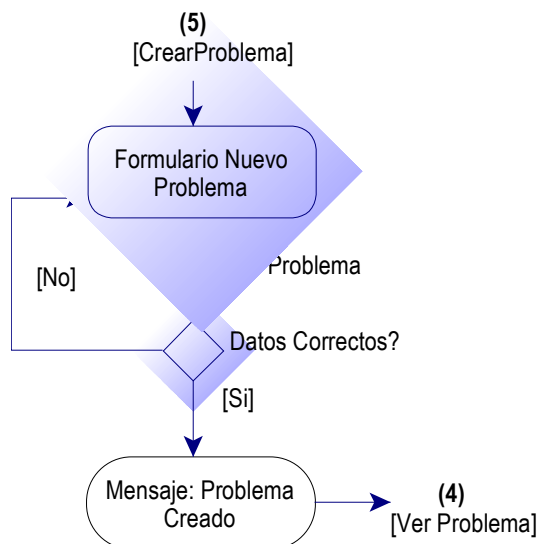 (5)
[CrearProblema]
Formulario Nuevo
Problema
Problema
[No]
Datos Correctos?
[Si]
Mensaje: Problema
Creado
(4)
[Ver Problema]